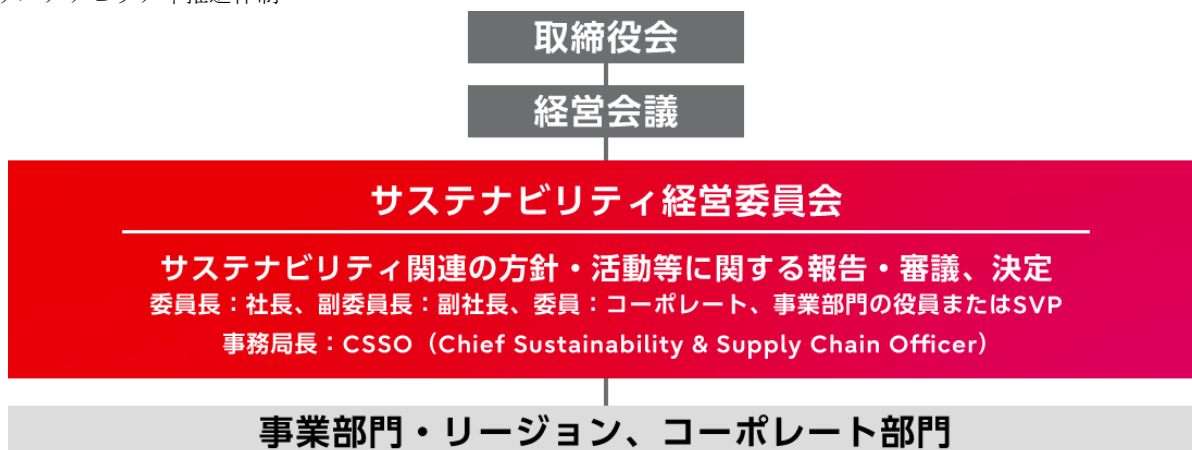 取締役会
経営会議
サステナビリティ経営委員会
サステナビリティ関連の方針・活動等に関する報告・審議、決定
委員長：社長、副委員長：副社長、委員：コーポレート、事業部門の役員またはSVP
事務局長：CSSO（Chief Sustainability & Supply Chain Officer）
事業部門・リージョン、コーポレート部門